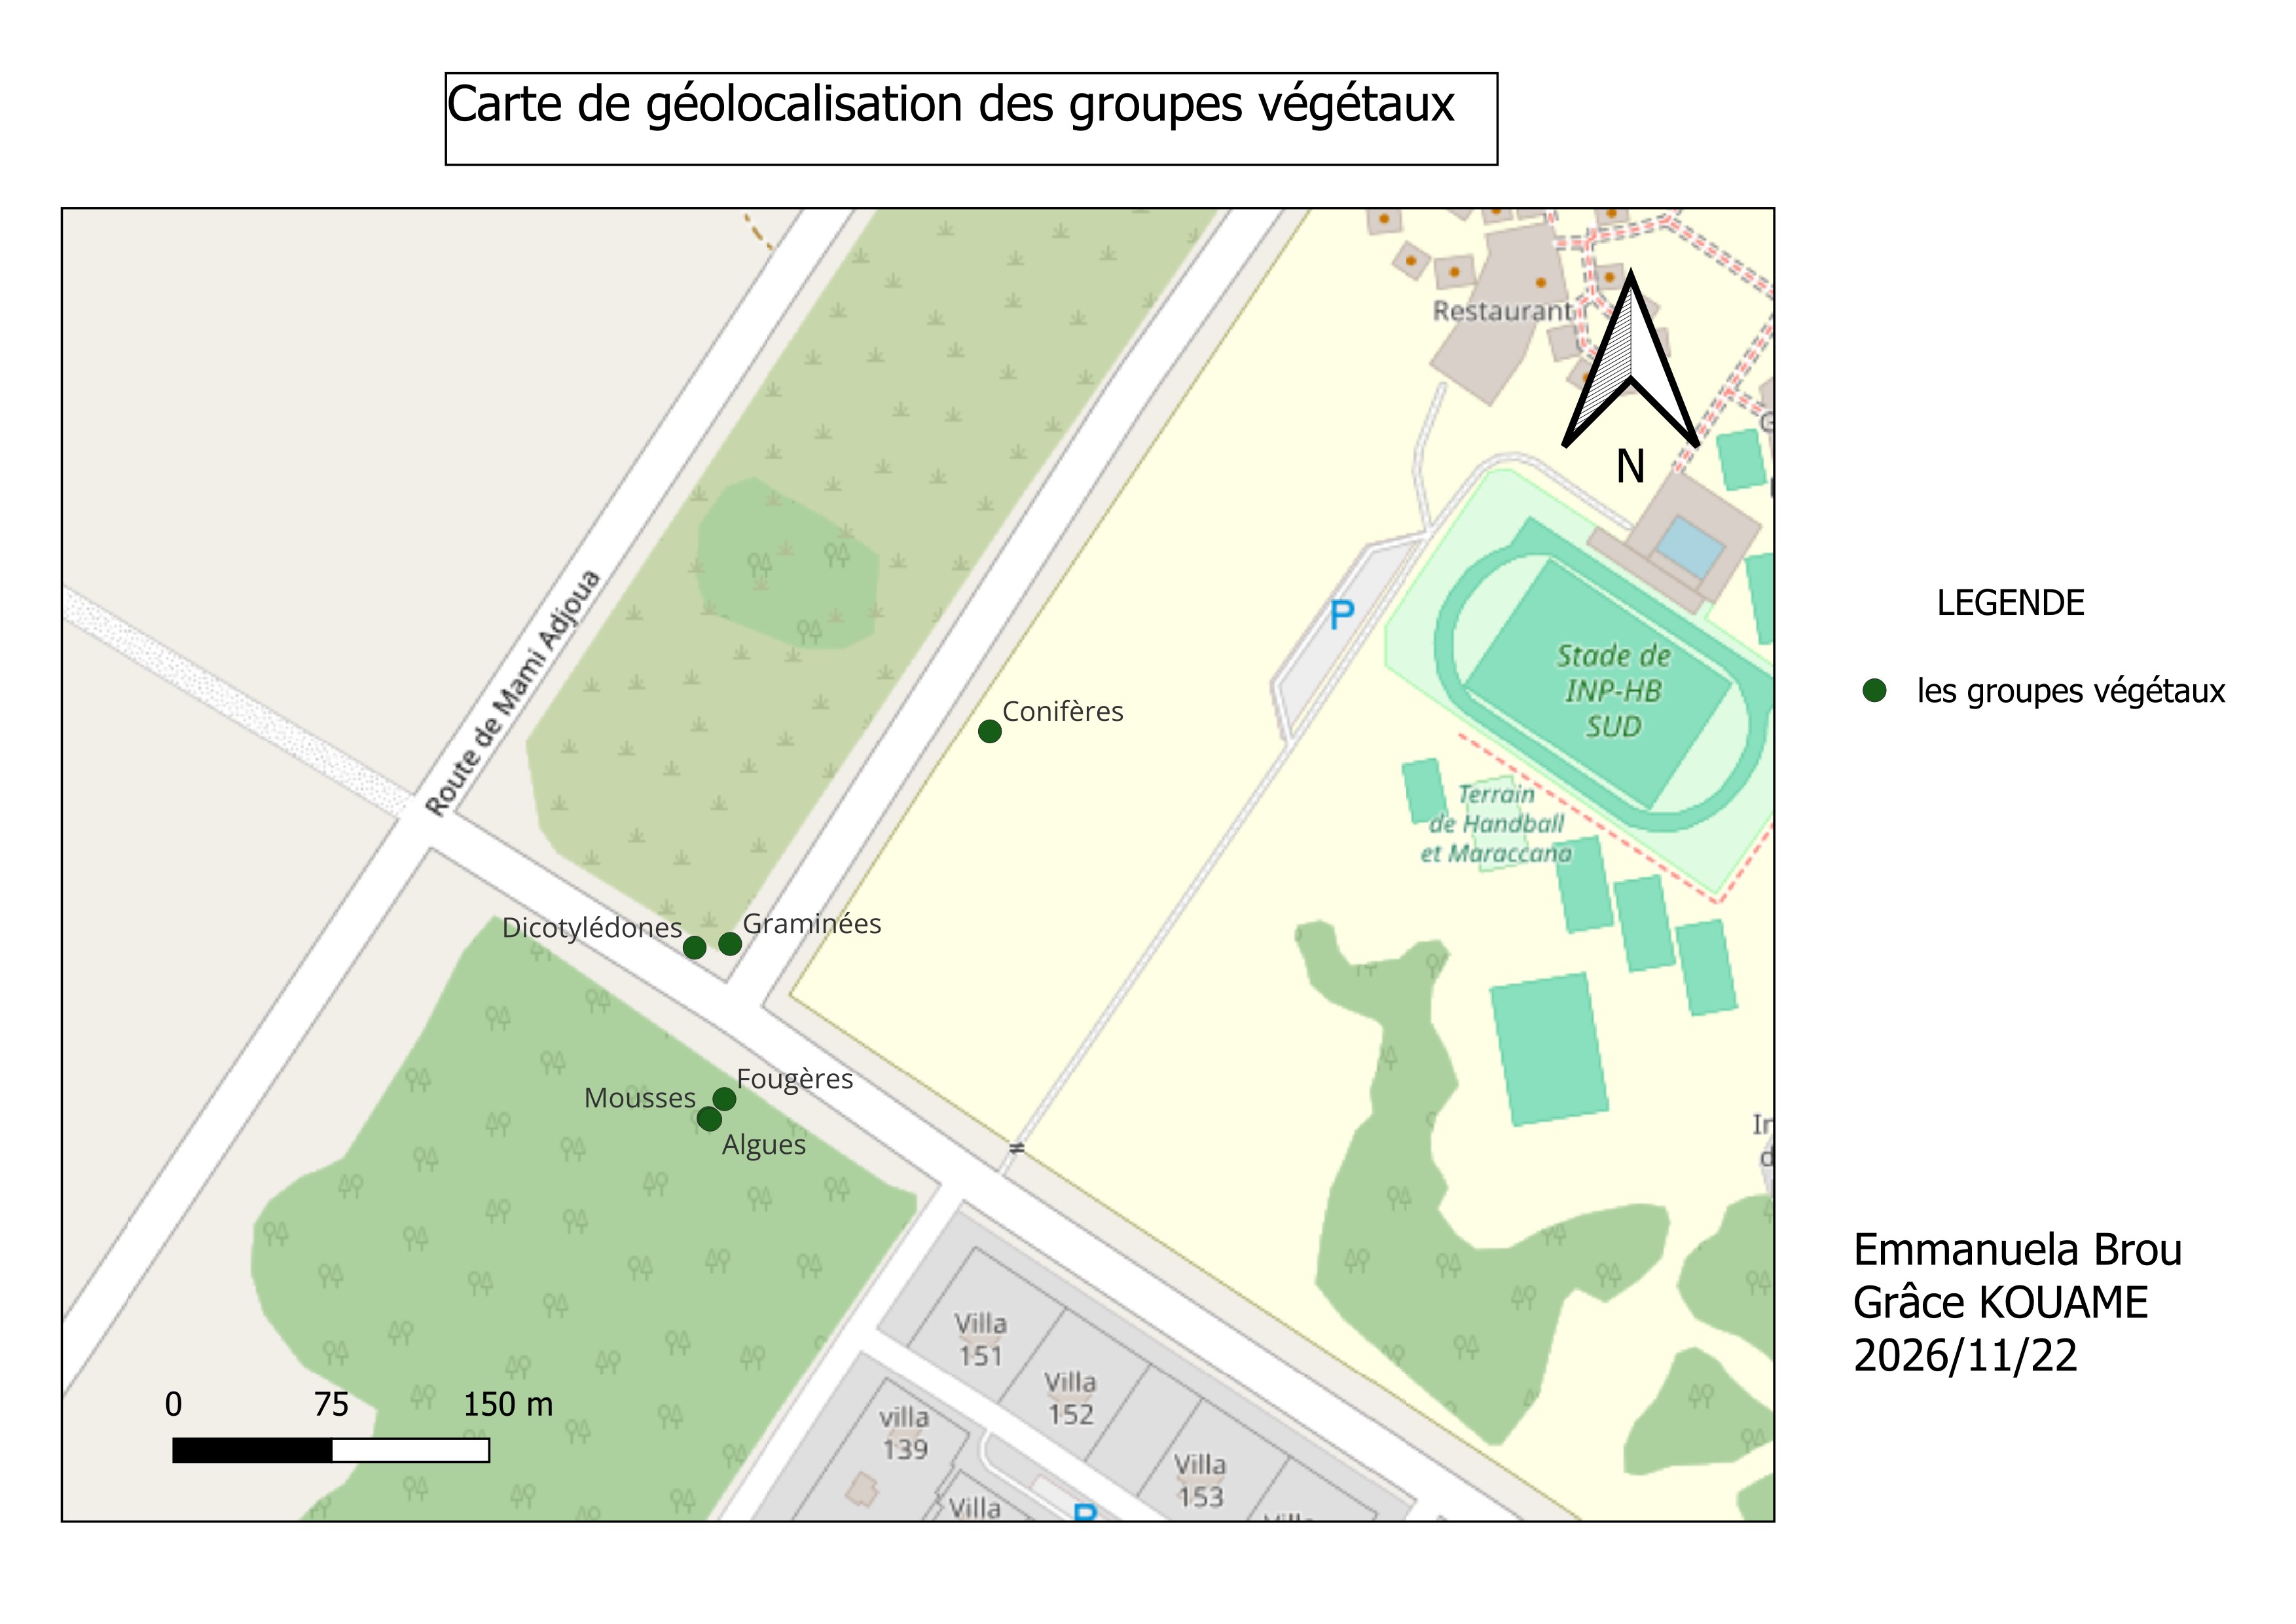 Carte de géolocalisation des groupes végétaux
Restaurant
N
Route de Mami Adjoua
P
Stade de
INP-HB
SUD
LEGENDE
les groupes végétaux
Conifères
Terrain
de Handball
et Maraccana
Dicotylédones
Graminées
Fougères
Mousses
Algues
Villa
151
Villa
152
villa
139
Villa
153
Villa
P
0 75 150 m
Emmanuela Brou
Grâce KOUAME
2026/11/22